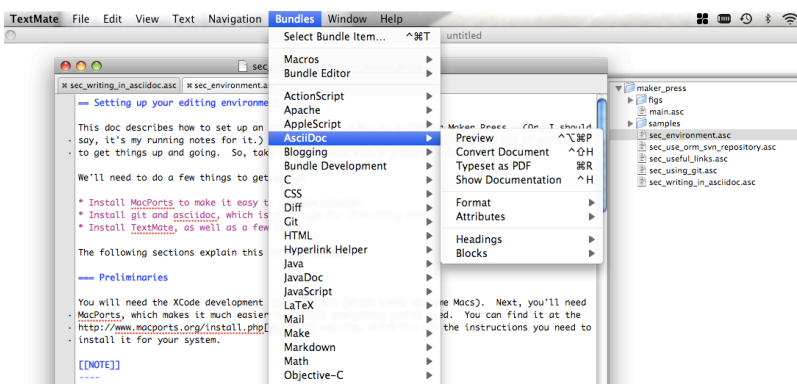 TextMate File Edit View Text Navigation Bundles Window Help
untitled
Select Bundle Item... ^⌘T
Macros
Bundle Editor
ActionScript
Apache
AppleScript
AsciiDoc
Blogging
Bundle Development
C
CSS
Diff
Git
HTML
Hyperlink Helper
Java
JavaDoc
JavaScript
LaTeX
Mail
Make
Markdown
Math
Objective-C
Preview ^⌥⌘P
Convert Document ^⇧H
Typeset as PDF ⌘R
Show Documentation ^H
Format
Attributes
Headings
Blocks
sec
sec_writing_in_asciidoc.asc sec_environment.a
== Setting up your editing environme
This doc describes how to set up an Maker Press. (Or, I should
say, it's my running notes for it.)
to get things up and going. So, tak
We'll need to do a few things to get
* Install MacPorts to make it easy t
* Install git and asciidoc, which is
* Install TextMate, as well as a few
The following sections explain this
=== Preliminaries
You will need the XCode development me Macs). Next, you'll need
MacPorts, which makes it much easier ed. You can find it at the
http://www.macports.org/install.php[ the instructions you need to
install it for your system.
[[NOTE]]
----
maker_press
figs
main.asc
samples
sec_environment.asc
sec_use_orm_svn_repository.asc
sec_useful_links.asc
sec_using_git.asc
sec_writing_in_asciidoc.asc